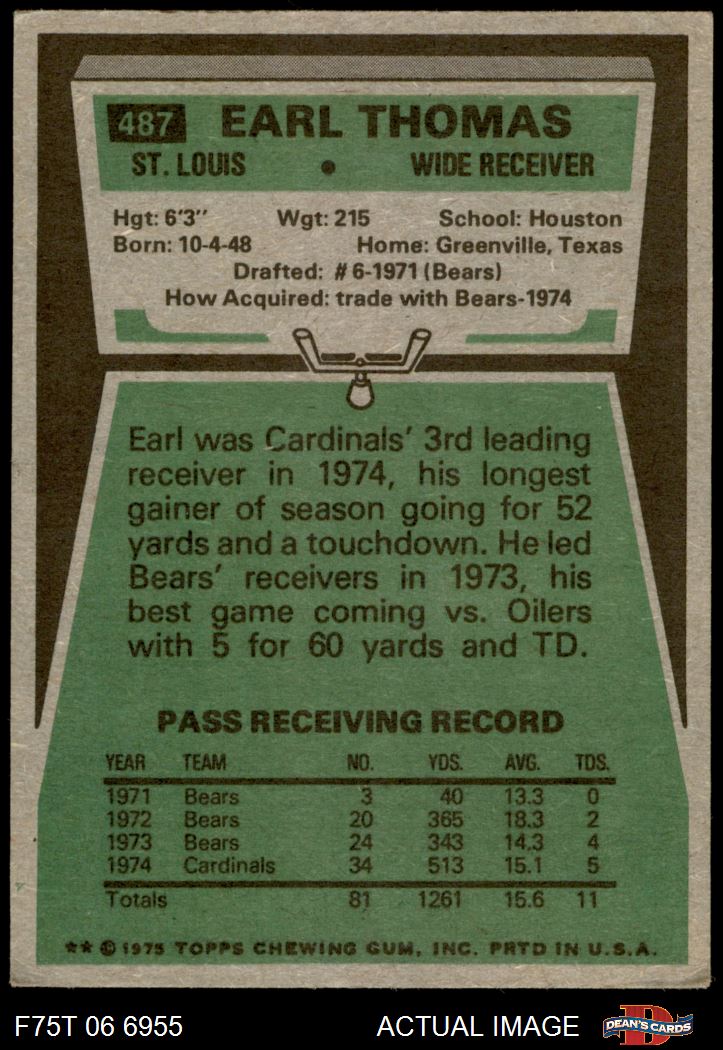 487 EARL THOMAS
ST. LOUIS • WIDE RECEIVER
Hgt: 6'3" Wgt: 215 School: Houston
Born: 10-4-48 Home: Greenville, Texas
Drafted: #6-1971 (Bears)
How Acquired: trade with Bears-1974
Earl was Cardinals' 3rd leading
receiver in 1974, his longest
gainer of season going for 52
yards and a touchdown. He led
Bears' receivers in 1973, his
best game coming vs. Oilers
with 5 for 60 yards and TD.
PASS RECEIVING RECORD
YEAR TEAM NO. YDS. AVG. TDS.
1971 Bears 3 40 13.3 0
1972 Bears 20 365 18.3 2
1973 Bears 24 343 14.3 4
1974 Cardinals 34 513 15.1 5
Totals 81 1261 15.6 11
** © 1975 TOPPS CHEWING GUM, INC. PRTD IN U.S.A.
F75T 06 6955 ACTUAL IMAGE D DEAN'S CARDS